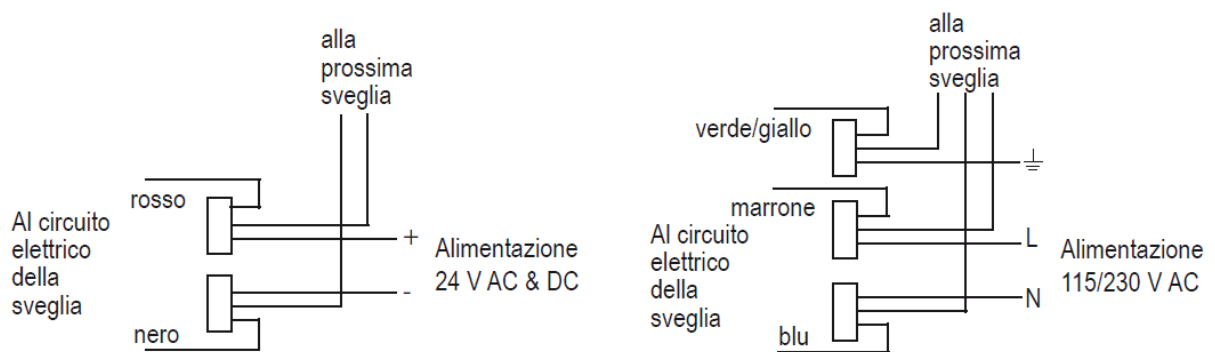 alla
prossima
sveglia
rosso
Al circuito
elettrico
della
sveglia
+
Alimentazione
24 V AC & DC
-
nero
alla
prossima
sveglia
verde/giallo
marrone
Al circuito
elettrico
della
sveglia
L
Alimentazione
115/230 V AC
N
blu